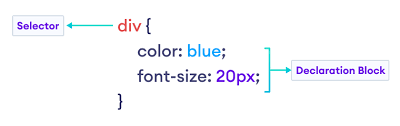 Selector
div {
color: blue;
font-size: 20px;
Declaration Block
}